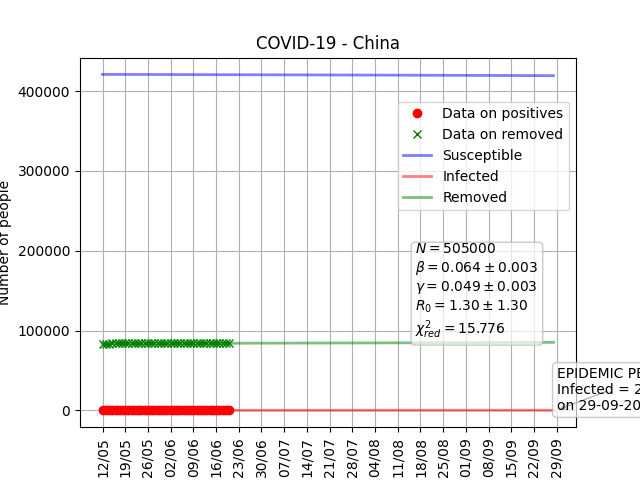 COVID-19 - China
Number of people
400000
300000
200000
100000
0
Data on positives
Data on removed
Susceptible
Infected
Removed
N = 505000
β = 0.064 ± 0.003
γ = 0.049 ± 0.003
R₀ = 1.30 ± 1.30
χ²red = 15.776
EPIDEMIC PE
Infected = 2
on 29-09-20
12/05
19/05
26/05
02/06
09/06
16/06
23/06
30/06
07/07
14/07
21/07
28/07
04/08
11/08
18/08
25/08
01/09
08/09
15/09
22/09
29/09